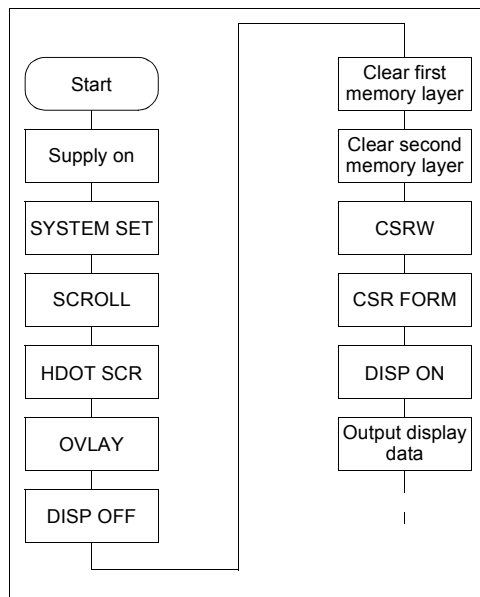 Start
Supply on
SYSTEM SET
SCROLL
HDOT SCR
OVLAY
DISP OFF
Clear first
memory layer
Clear second
memory layer
CSRW
CSR FORM
DISP ON
Output display
data